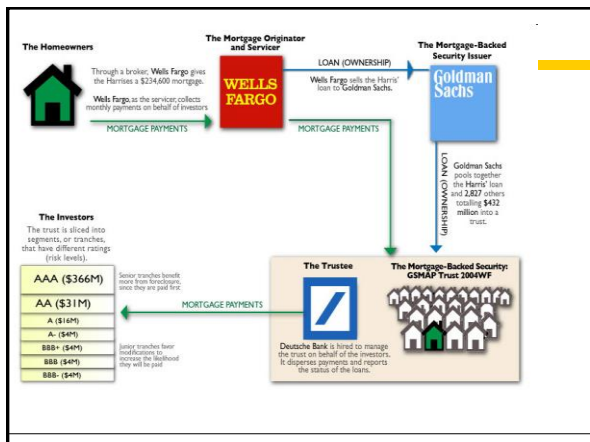 The Homeowners
Through a broker, Wells Fargo gives
the Harrises a $234,600 mortgage.
Wells Fargo, as the servicer, collects
monthly payments on behalf of investors
MORTGAGE PAYMENTS
The Mortgage Originator
and Servicer
WELLS
FARGO
LOAN (OWNERSHIP)
Wells Fargo sells the Harris'
loan to Goldman Sachs.
MORTGAGE PAYMENTS
The Mortgage-Backed
Security Issuer
Goldman
Sachs
LOAN (OWNERSHIP)
Goldman Sachs
pools together
the Harris' loan
and 2,827 others
totalling $432
million into a
trust.
The Investors
The trust is sliced into
segments, or tranches,
that have different ratings
(risk levels).
AAA ($366M)
AA ($31M)
A ($16M)
A- ($4M)
BBB+ ($4M)
BBB ($4M)
BBB- ($4M)
Senior tranches benefit
more from foreclosure,
since they are paid first
Junior tranches favor
modifications to
increase the likelihood
they will be paid
MORTGAGE PAYMENTS
The Trustee
Deutsche Bank is hired to manage
the trust on behalf of the investors.
It disperses payments and reports
the status of the loans.
The Mortgage-Backed Security:
GSMAP Trust 2004WF